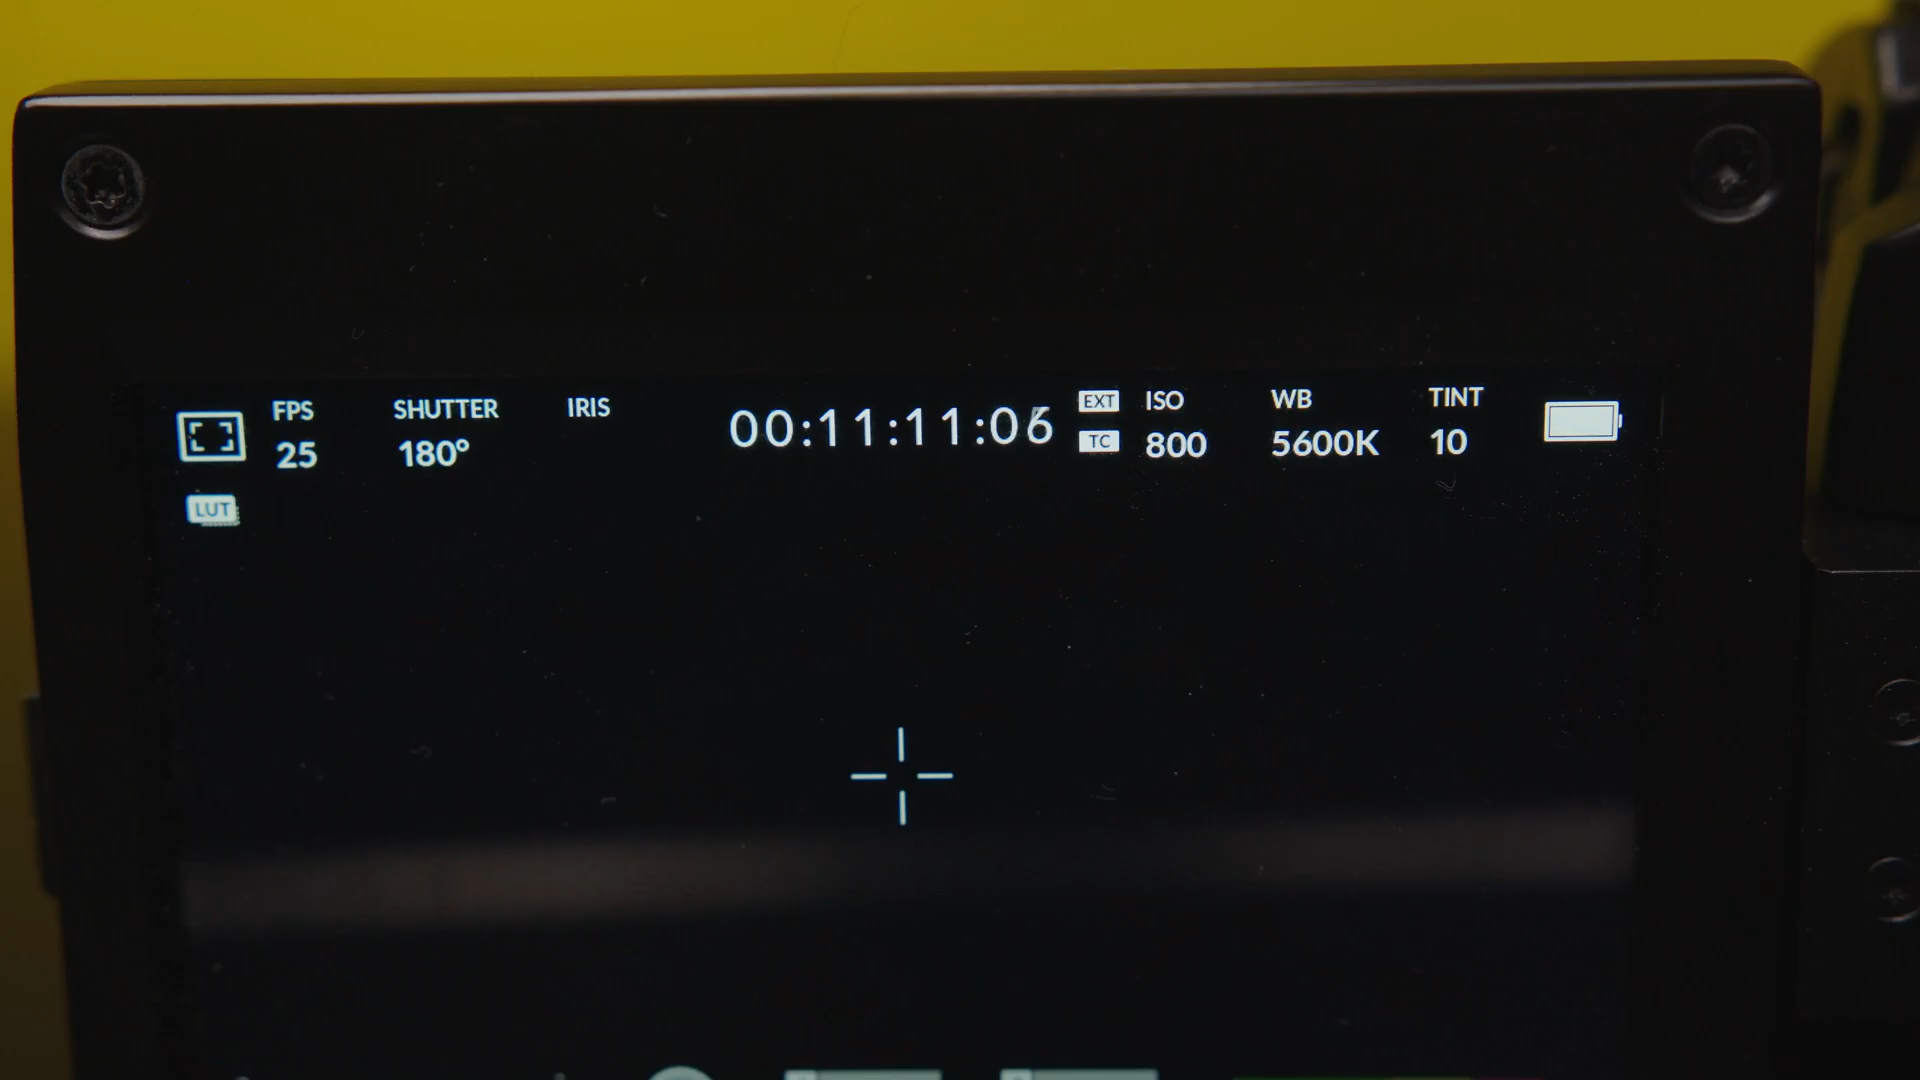 FPS SHUTTER IRIS 00:11:11:06 EXT ISO WB TINT
25 180° TC 800 5600K 10
LUT